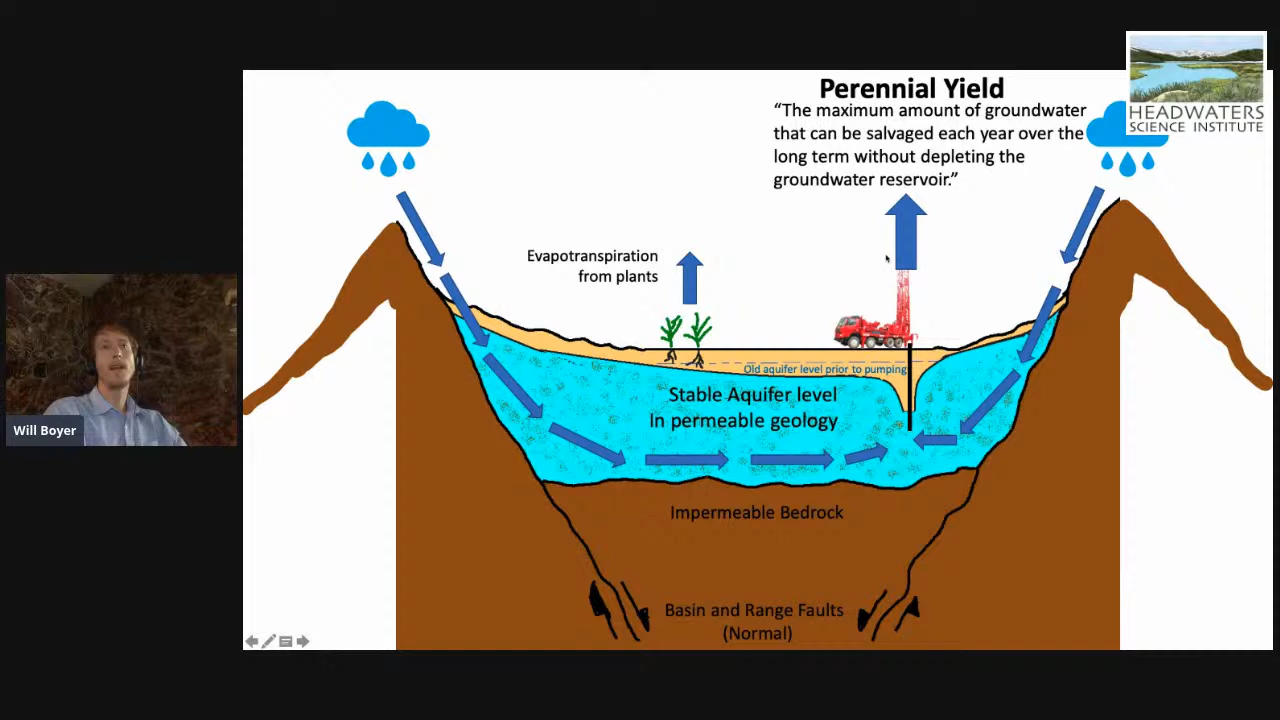 Perennial Yield
“The maximum amount of groundwater
that can be salvaged each year over the
long term without depleting the
groundwater reservoir.”
HEADWATERS
SCIENCE INSTITUTE
Evapotranspiration
from plants
Old aquifer level prior to pumping
Stable Aquifer level
In permeable geology
Will Boyer
Impermeable Bedrock
Basin and Range Faults
(Normal)